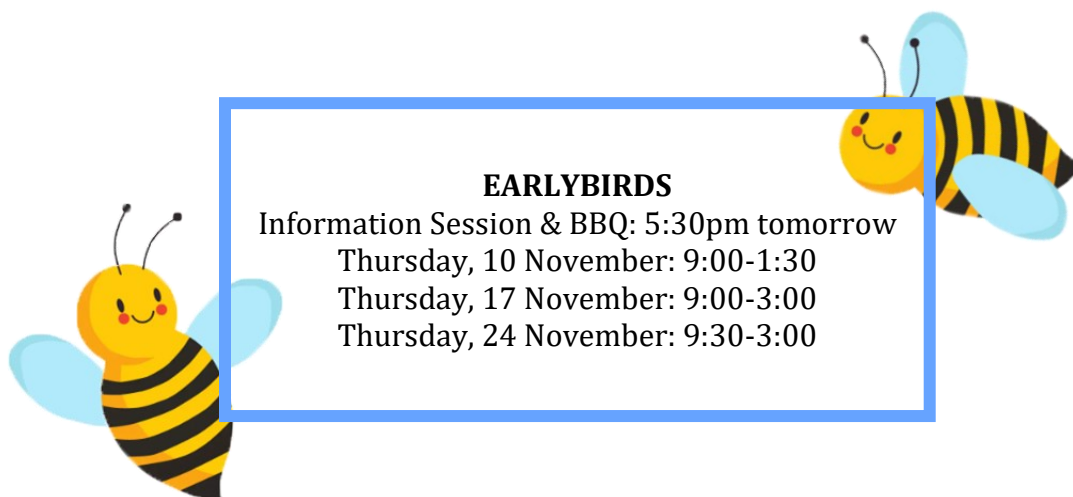 EARLYBIRDS
Information Session & BBQ: 5:30pm tomorrow
Thursday, 10 November: 9:00-1:30
Thursday, 17 November: 9:00-3:00
Thursday, 24 November: 9:30-3:00